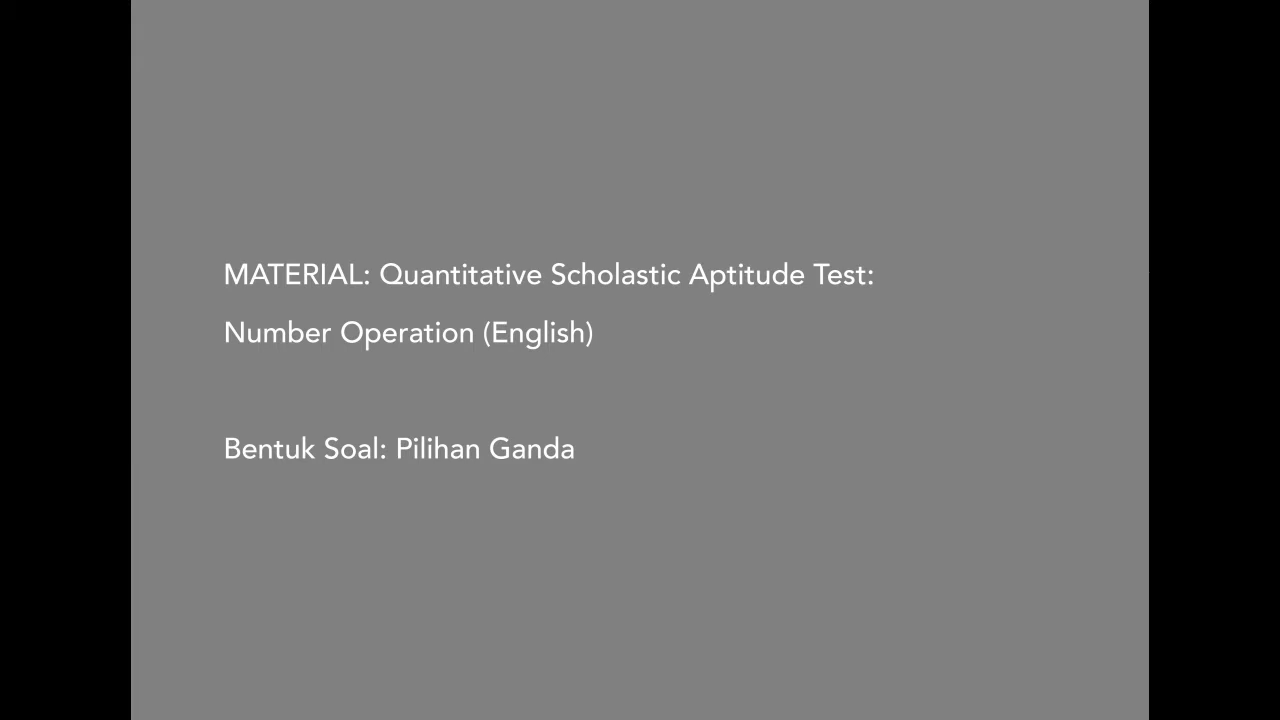 MATERIAL: Quantitative Scholastic Aptitude Test:
Number Operation (English)
Bentuk Soal: Pilihan Ganda